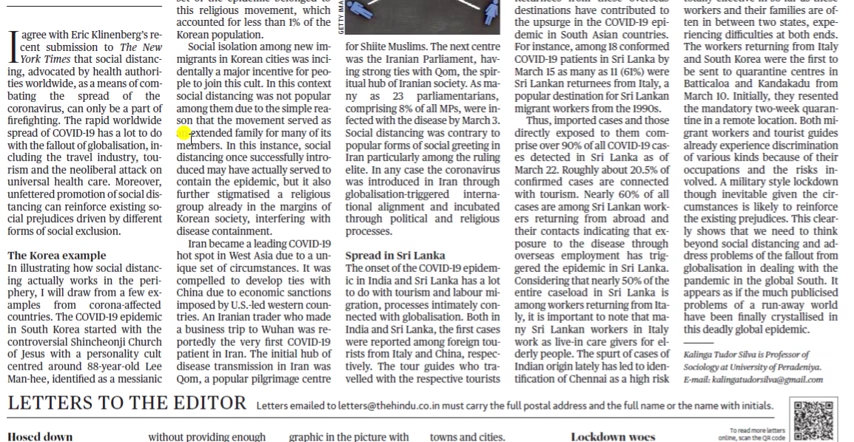 I agree with Eric Klinenberg's re-
cent submission to The New
York Times that social distanc-
ing, advocated by health authori-
ties worldwide, as a means of com-
bating the spread of the
coronavirus, can only be a part of
firefighting. The rapid worldwide
spread of COVID-19 has a lot to do
with the fallout of globalisation, in-
cluding the travel industry, tou-
rism and the neoliberal attack on
universal health care. Moreover,
unfettered promotion of social dis-
tancing can reinforce existing so-
cial prejudices driven by different
forms of social exclusion.
The Korea example
In illustrating how social distanc-
ing actually works in the peri-
phery, I will draw from a few ex-
amples from corona-affected
countries. The COVID-19 epidemic
in South Korea started with the
controversial Shincheonji Church
of Jesus with a personality cult
centred around 88-year-old Lee
Man-hee, identified as a messianic
this religious movement, which
accounted for less than 1% of the
Korean population.
Social isolation among new im-
migrants in Korean cities was inci-
dentally a major incentive for peo-
ple to join this cult. In this context
social distancing was not popular
among them due to the simple rea-
son that the movement served as
extended family for many of its
members. In this instance, social
distancing once successfully intro-
duced may have actually served to
contain the epidemic, but it also
further stigmatised a religious
group already in the margins of
Korean society, interfering with
disease containment.
Iran became a leading COVID-19
hot spot in West Asia due to a un-
ique set of circumstances. It was
compelled to develop ties with
China due to economic sanctions
imposed by U.S.-led western coun-
tries. An Iranian trader who made
a business trip to Wuhan was re-
portedly the very first COVID-19
patient in Iran. The initial hub of
disease transmission in Iran was
Qom, a popular pilgrimage centre
for Shiite Muslims. The next centre
was the Iranian Parliament, hav-
ing strong ties with Qom, the spir-
itual hub of Iranian society. As ma-
ny as 23 parliamentarians,
comprising 8% of all MPs, were in-
fected with the disease by March 3.
Social distancing was contrary to
popular forms of social greeting in
Iran particularly among the ruling
elite. In any case the coronavirus
was introduced in Iran through
globalisation-triggered interna-
tional alignment and incubated
through political and religious
processes.
Spread in Sri Lanka
The onset of the COVID-19 epidem-
ic in India and Sri Lanka has a lot
to do with tourism and labour mi-
gration, processes intimately con-
nected with globalisation. Both in
India and Sri Lanka, the first cases
were reported among foreign tou-
rists from Italy and China, respec-
tively. The tour guides who tra-
velled with the respective tourists
destinations have contributed to
the upsurge in the COVID-19 epi-
demic in South Asian countries.
For instance, among 18 confirmed
COVID-19 patients in Sri Lanka by
March 15 as many as 11 (61%) were
Sri Lankan returnees from Italy, a
popular destination for Sri Lankan
migrant workers from the 1990s.
Thus, imported cases and those
directly exposed to them com-
prise over 90% of all COVID-19 cas-
es detected in Sri Lanka as of
March 22. Roughly about 20.5% of
confirmed cases are connected
with tourism. Nearly 60% of all
cases are among Sri Lankan work-
ers returning from abroad and
their contacts indicating that ex-
posure to the disease through
overseas employment has trig-
gered the epidemic in Sri Lanka.
Considering that nearly 50% of the
entire caseload in Sri Lanka is
among workers returning from Ita-
ly, it is important to note that ma-
ny Sri Lankan workers in Italy
work as live-in care givers for el-
derly people. The spurt of cases of
Indian origin lately has led to iden-
tification of Chennai as a high risk
workers and their families are of-
ten in between two states, expe-
riencing difficulties at both ends.
The workers returning from Italy
and South Korea were the first to
be sent to quarantine centres in
Batticaloa and Kandakadu from
March 10. Initially, they resented
the mandatory two-week quaran-
tine in a remote location. Both mi-
grant workers and tourist guides
already experience discrimination
of various kinds because of their
occupations and the risks in-
volved. A military style lockdown
though inevitable given the cir-
cumstances is likely to reinforce
the existing prejudices. This clear-
ly shows that we need to think
beyond social distancing and ad-
dress problems of the fallout from
globalisation in dealing with the
pandemic in the global South. It
appears as if the much publicised
problems of a run-away world
have been finally crystallised in
this deadly global epidemic.
Kalinga Tudor Silva is Professor of
Sociology at University of Peradeniya.
E-mail: kalingatudorsilva@gmail.com
LETTERS TO THE EDITOR Letters emailed to letters@thehindu.co.in must carry the full postal address and the full name or the name with initials.
To read more letters
online, scan the QR code
Hosed down
without providing enough
graphic in the picture with
towns and cities.
Lockdown woes